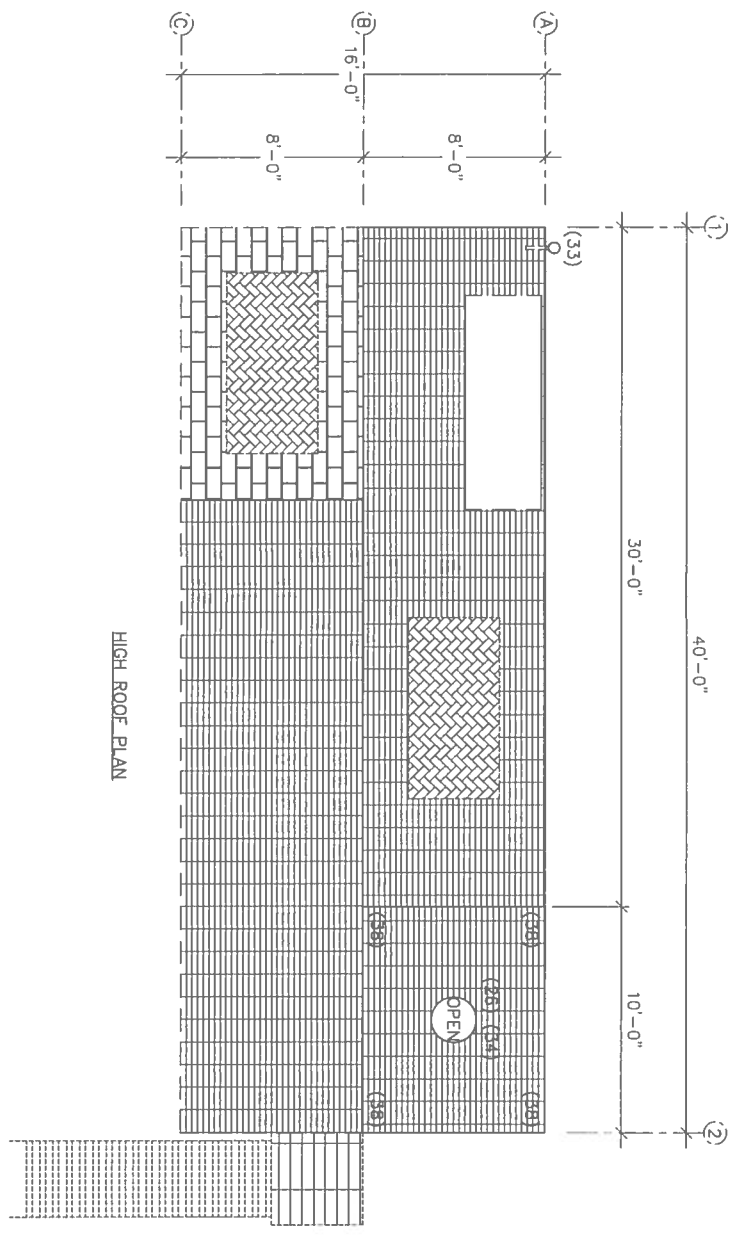 (1)
(2)
40'-0"
30'-0"
10'-0"
(A)
(B)
(C)
16'-0"
8'-0"
8'-0"
(33)
(38)
(38)
(26) (34)
OPEN
(38)
(38)
HIGH ROOF PLAN